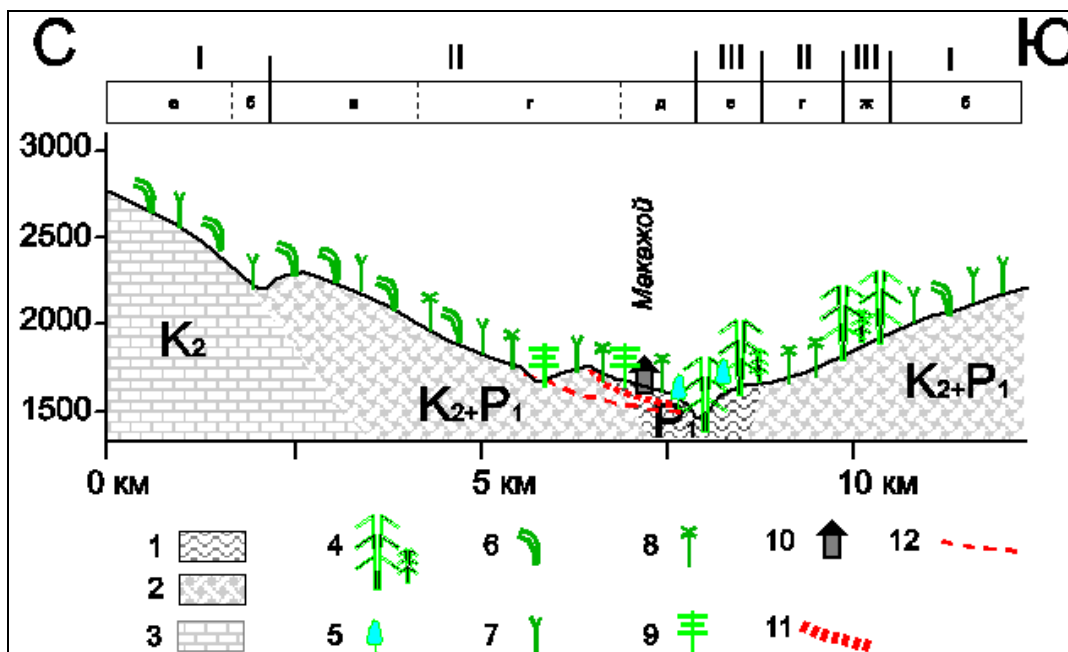 С Ю
I II III II III I
а б в г д е г ж б
3000
2500
2000
1500
Макажой
K2
K2+P1
P1
K2+P1
0 км 5 км 10 км
1 4 6 8 10 12
2
3 5 7 9 11